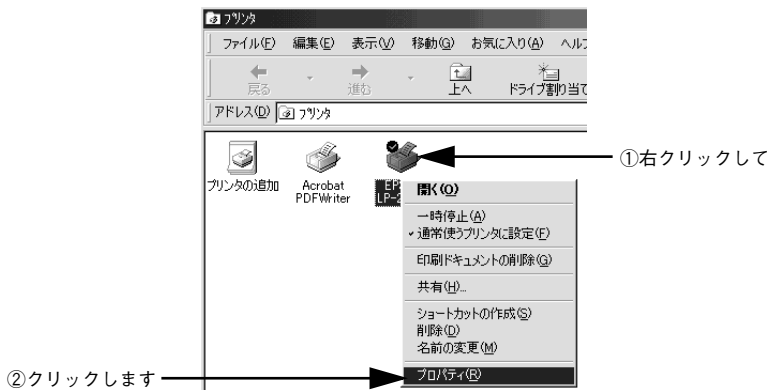 プリンタ
ファイル(F) 編集(E) 表示(V) 移動(G) お気に入り(A) ヘルプ
戻る 進む 上へ ドライブ割り当て
アドレス(D) プリンタ
①右クリックして
プリンタの追加 Acrobat PDFWriter EPS LP-2
開く(O)
一時停止(A)
通常使うプリンタに設定(F)
印刷ドキュメントの削除(G)
共有(H)...
ショートカットの作成(S)
削除(D)
名前の変更(M)
②クリックします
プロパティ(R)